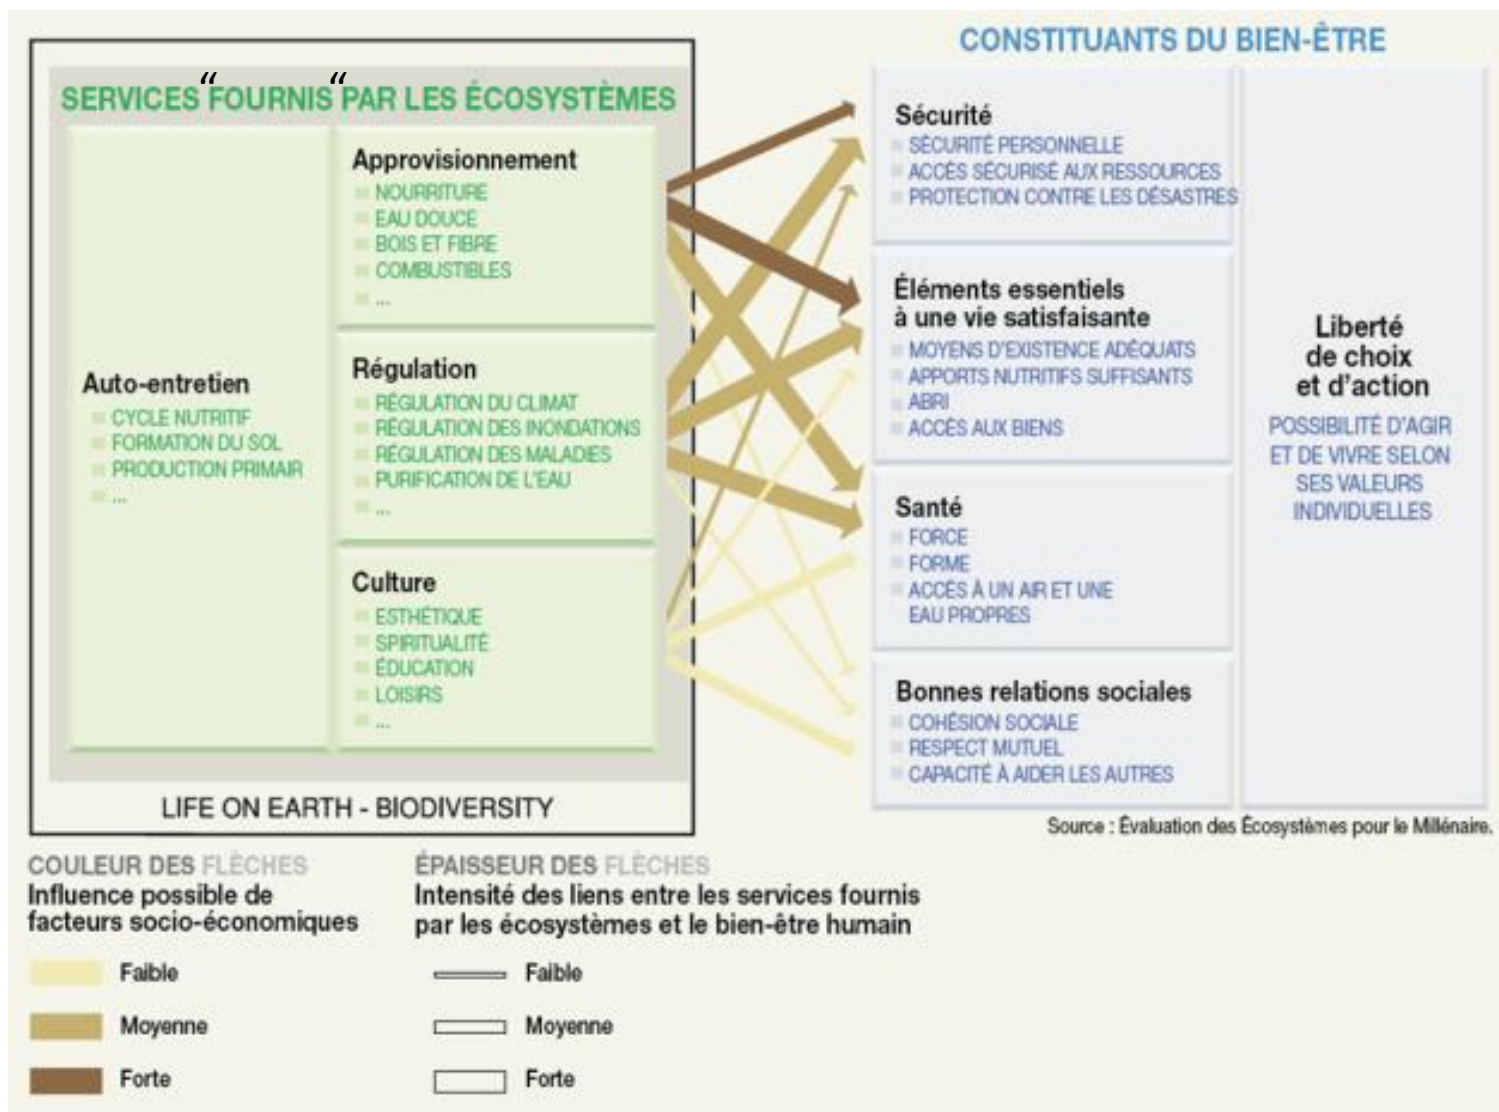 SERVICES “FOURNIS“ PAR LES ÉCOSYSTÈMES
Auto-entretien
CYCLE NUTRITIF
FORMATION DU SOL
PRODUCTION PRIMAIR
...
Approvisionnement
NOURRITURE
EAU DOUCE
BOIS ET FIBRE
COMBUSTIBLES
...
Régulation
RÉGULATION DU CLIMAT
RÉGULATION DES INONDATIONS
RÉGULATION DES MALADIES
PURIFICATION DE L'EAU
...
Culture
ESTHÉTIQUE
SPIRITUALITÉ
ÉDUCATION
LOISIRS
...
LIFE ON EARTH - BIODIVERSITY
CONSTITUANTS DU BIEN-ÊTRE
Sécurité
SÉCURITÉ PERSONNELLE
ACCÈS SÉCURISÉ AUX RESSOURCES
PROTECTION CONTRE LES DÉSASTRES
Éléments essentiels
à une vie satisfaisante
MOYENS D'EXISTENCE ADÉQUATS
APPORTS NUTRITIFS SUFFISANTS
ABRI
ACCÈS AUX BIENS
Santé
FORCE
FORME
ACCÈS À UN AIR ET UNE
EAU PROPRES
Bonnes relations sociales
COHÉSION SOCIALE
RESPECT MUTUEL
CAPACITÉ À AIDER LES AUTRES
Liberté
de choix
et d'action
POSSIBILITÉ D'AGIR
ET DE VIVRE SELON
SES VALEURS
INDIVIDUELLES
Source : Évaluation des Écosystèmes pour le Millénaire.
COULEUR DES FLÈCHES
Influence possible de
facteurs socio-économiques
Faible
Moyenne
Forte
ÉPAISSEUR DES FLÈCHES
Intensité des liens entre les services fournis
par les écosystèmes et le bien-être humain
Faible
Moyenne
Forte